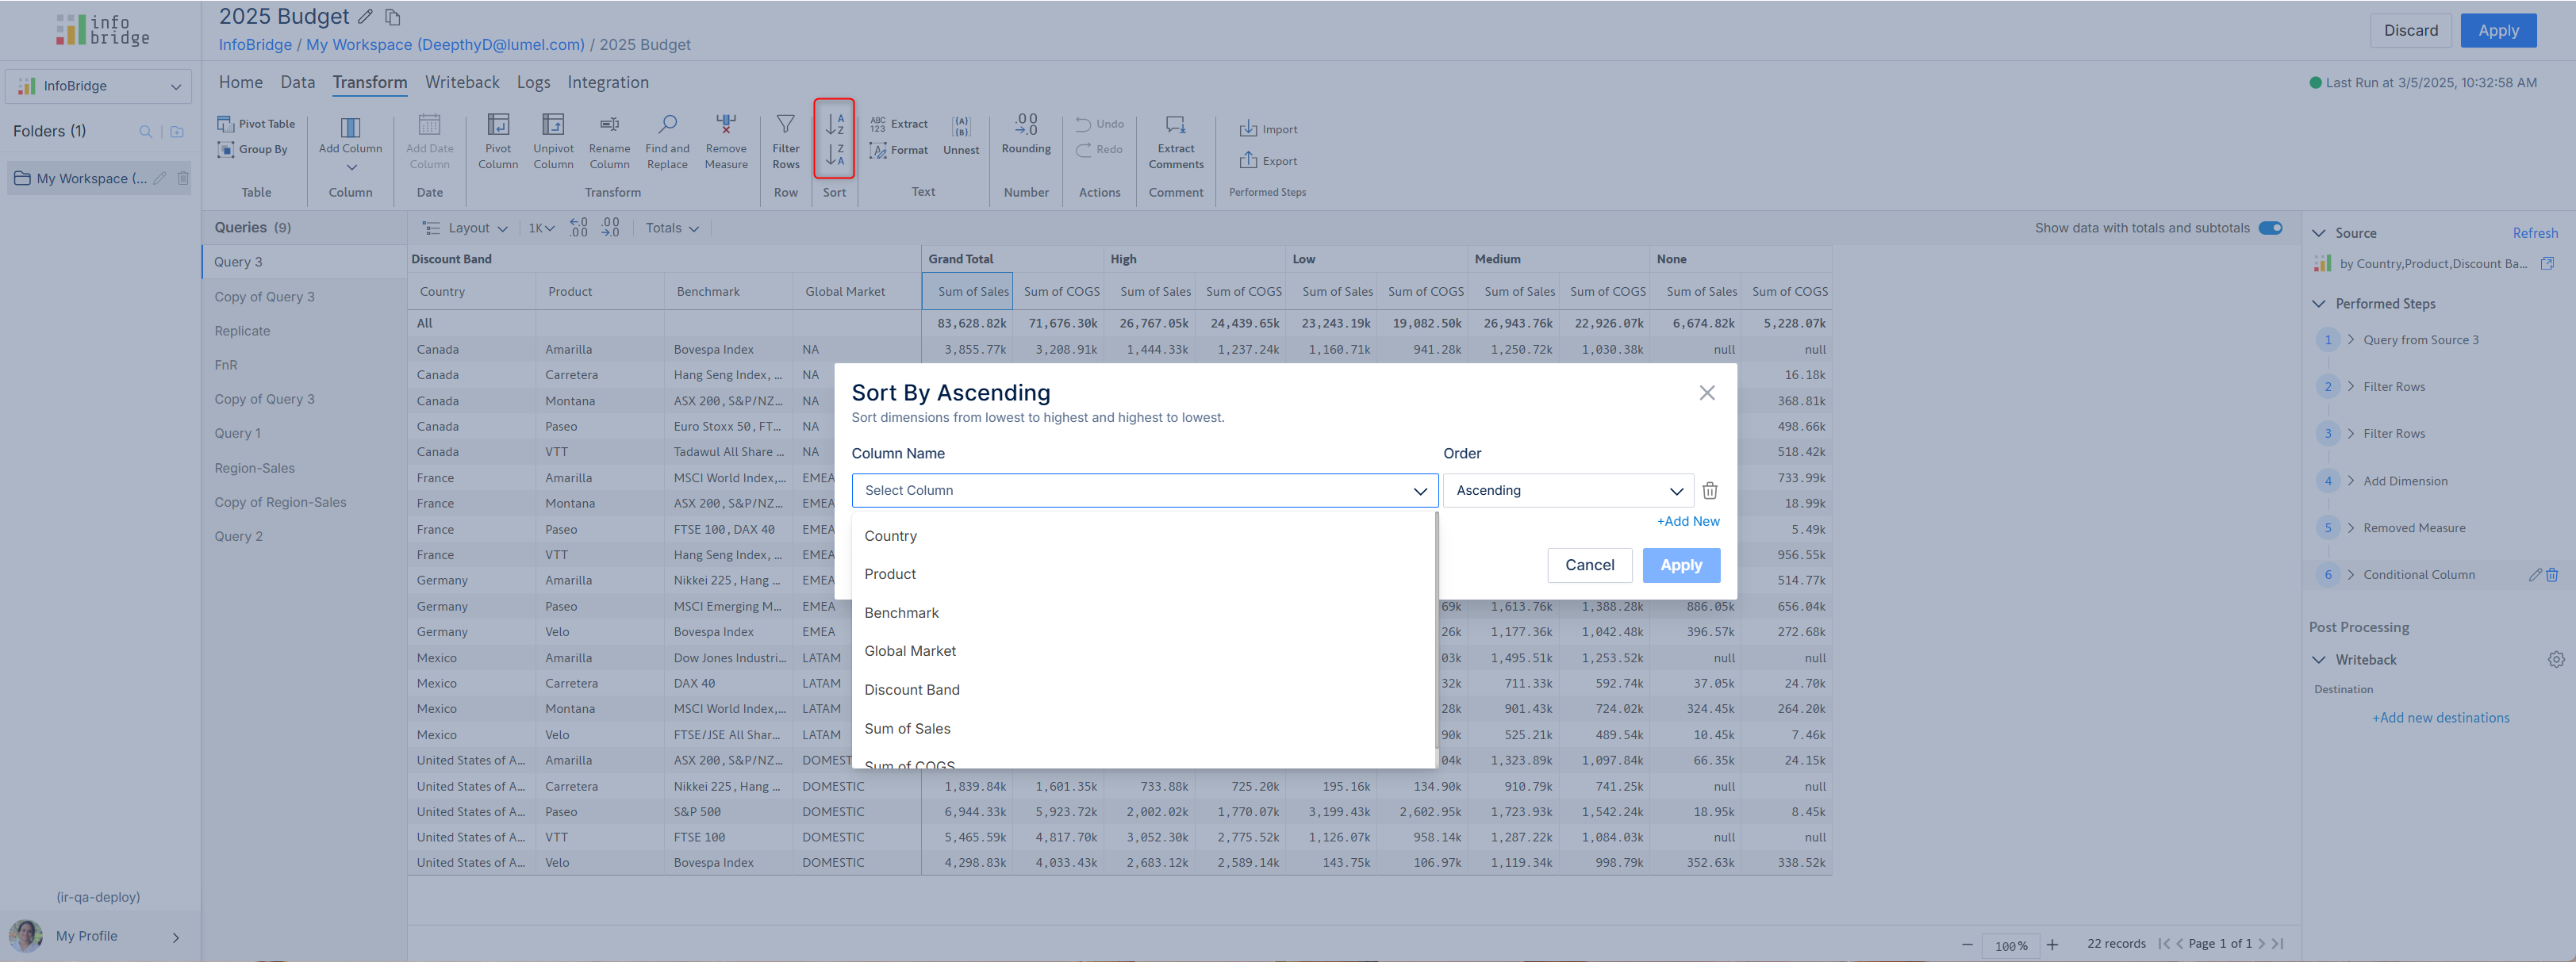 info
bridge
2025 Budget
InfoBridge / My Workspace (DeepthyD@lumel.com) / 2025 Budget
Discard
Apply
InfoBridge
Home Data Transform Writeback Logs Integration
Last Run at 3/5/2025, 10:32:58 AM
Folders (1)
My Workspace (...
Pivot Table
Group By
Table
Add Column
Column
Add Date
Column
Date
Pivot
Column
Unpivot
Column
Rename
Column
Find and
Replace
Remove
Measure
Transform
Filter
Rows
Row
A
Z
Z
A
Sort
ABC
123
Extract
Format
{A}
{B}
Unnest
Text
.00
.0
Rounding
Number
Undo
Redo
Actions
Extract
Comments
Comment
Import
Export
Performed Steps
Queries (9)
Query 3
Copy of Query 3
Replicate
FnR
Copy of Query 3
Query 1
Region-Sales
Copy of Region-Sales
Query 2
Layout 1K .0 .00 .00 .0 Totals
Show data with totals and subtotals
Discount Band Grand Total High Low Medium None
Country Product Benchmark Global Market Sum of Sales Sum of COGS Sum of Sales Sum of COGS Sum of Sales Sum of COGS Sum of Sales Sum of COGS Sum of Sales Sum of COGS
All 83,628.82k 71,676.30k 26,767.05k 24,439.65k 23,243.19k 19,082.50k 26,943.76k 22,926.07k 6,674.82k 5,228.07k
Canada Amarilla Bovespa Index NA 3,855.77k 3,208.91k 1,444.33k 1,237.24k 1,160.71k 941.28k 1,250.72k 1,030.38k null null
Canada Carretera Hang Seng Index, ... NA 16.18k
Canada Montana ASX 200, S&P/NZ... NA 368.81k
Canada Paseo Euro Stoxx 50, FT... NA 498.66k
Canada VTT Tadawul All Share ... NA 518.42k
France Amarilla MSCI World Index,... EMEA 733.99k
France Montana ASX 200, S&P/NZ... EMEA 18.99k
France Paseo FTSE 100, DAX 40 EMEA 5.49k
France VTT Hang Seng Index, ... EMEA 956.55k
Germany Amarilla Nikkei 225, Hang ... EMEA 514.77k
Germany Paseo MSCI Emerging M... EMEA 69k 1,613.76k 1,388.28k 886.05k 656.04k
Germany Velo Bovespa Index EMEA 26k 1,177.36k 1,042.48k 396.57k 272.68k
Mexico Amarilla Dow Jones Industri... LATAM 03k 1,495.51k 1,253.52k null null
Mexico Carretera DAX 40 LATAM 32k 711.33k 592.74k 37.05k 24.70k
Mexico Montana MSCI World Index,... LATAM 28k 901.43k 724.02k 324.45k 264.20k
Mexico Velo FTSE/JSE All Shar... LATAM 90k 525.21k 489.54k 10.45k 7.46k
United States of A... Amarilla ASX 200, S&P/NZ... DOMEST 04k 1,323.89k 1,097.84k 66.35k 24.15k
United States of A... Carretera Nikkei 225, Hang ... DOMESTIC 1,839.84k 1,601.35k 733.88k 725.20k 195.16k 134.90k 910.79k 741.25k null null
United States of A... Paseo S&P 500 DOMESTIC 6,944.33k 5,923.72k 2,002.02k 1,770.07k 3,199.43k 2,602.95k 1,723.93k 1,542.24k 18.95k 8.45k
United States of A... VTT FTSE 100 DOMESTIC 5,465.59k 4,817.70k 3,052.30k 2,775.52k 1,126.07k 958.14k 1,287.22k 1,084.03k null null
United States of A... Velo Bovespa Index DOMESTIC 4,298.83k 4,033.43k 2,683.12k 2,589.14k 143.75k 106.97k 1,119.34k 998.79k 352.63k 338.52k
Sort By Ascending
Sort dimensions from lowest to highest and highest to lowest.
Column Name Order
Select Column Ascending
+Add New
Cancel Apply
Country
Product
Benchmark
Global Market
Discount Band
Sum of Sales
Sum of COGS
Source Refresh
by Country,Product,Discount Ba...
Performed Steps
1 Query from Source 3
2 Filter Rows
3 Filter Rows
4 Add Dimension
5 Removed Measure
6 Conditional Column
Post Processing
Writeback
Destination
+Add new destinations
(ir-qa-deploy)
My Profile
100% 22 records Page 1 of 1